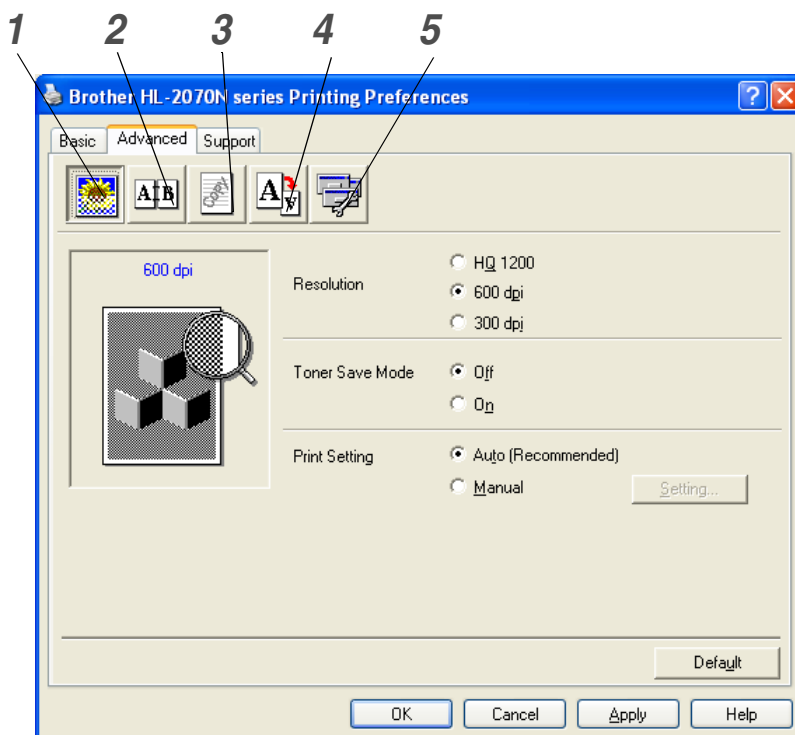 1 2 3 4 5
Brother HL-2070N series Printing Preferences
Basic Advanced Support
A B COPY A
600 dpi
Resolution
HQ 1200
600 dpi
300 dpi
Toner Save Mode
Off
On
Print Setting
Auto (Recommended)
Manual
Setting...
Default
OK Cancel Apply Help